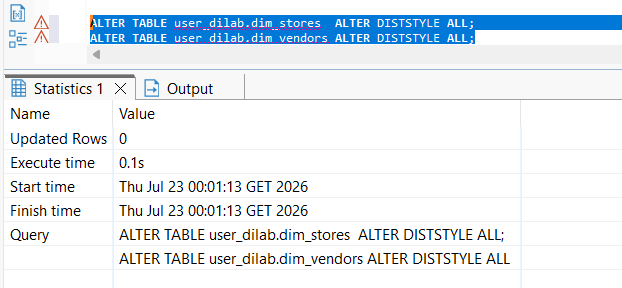 ALTER TABLE user_dilab.dim_stores  ALTER DISTSTYLE ALL;
ALTER TABLE user_dilab.dim_vendors ALTER DISTSTYLE ALL;
Statistics 1
Output
Name Value
Updated Rows 0
Execute time 0.1s
Start time Thu Jul 23 00:01:13 GET 2026
Finish time Thu Jul 23 00:01:13 GET 2026
Query ALTER TABLE user_dilab.dim_stores  ALTER DISTSTYLE ALL;
ALTER TABLE user_dilab.dim_vendors ALTER DISTSTYLE ALL